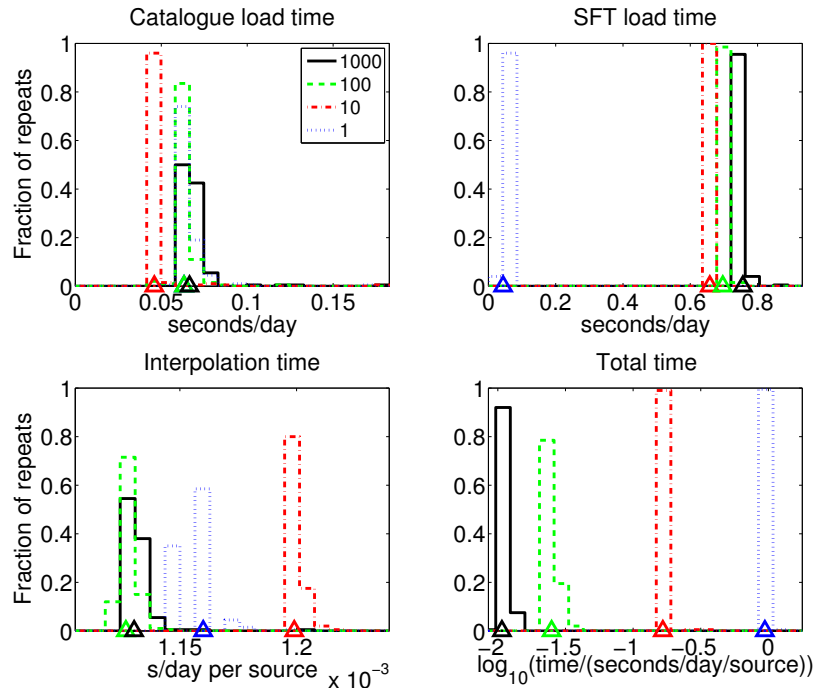 Catalogue load time
SFT load time
1000
100
10
1
Fraction of repeats
1
0.8
0.6
0.4
0.2
0
0 0.05 0.1 0.15
seconds/day
1
0.8
0.6
0.4
0.2
0
0 0.2 0.4 0.6 0.8
seconds/day
Interpolation time
Total time
Fraction of repeats
1
0.8
0.6
0.4
0.2
0
1.15 1.2
s/day per source
x 10⁻³
1
0.8
0.6
0.4
0.2
0
−2 −1.5 −1 −0.5 0
log₁₀(time/(seconds/day/source))